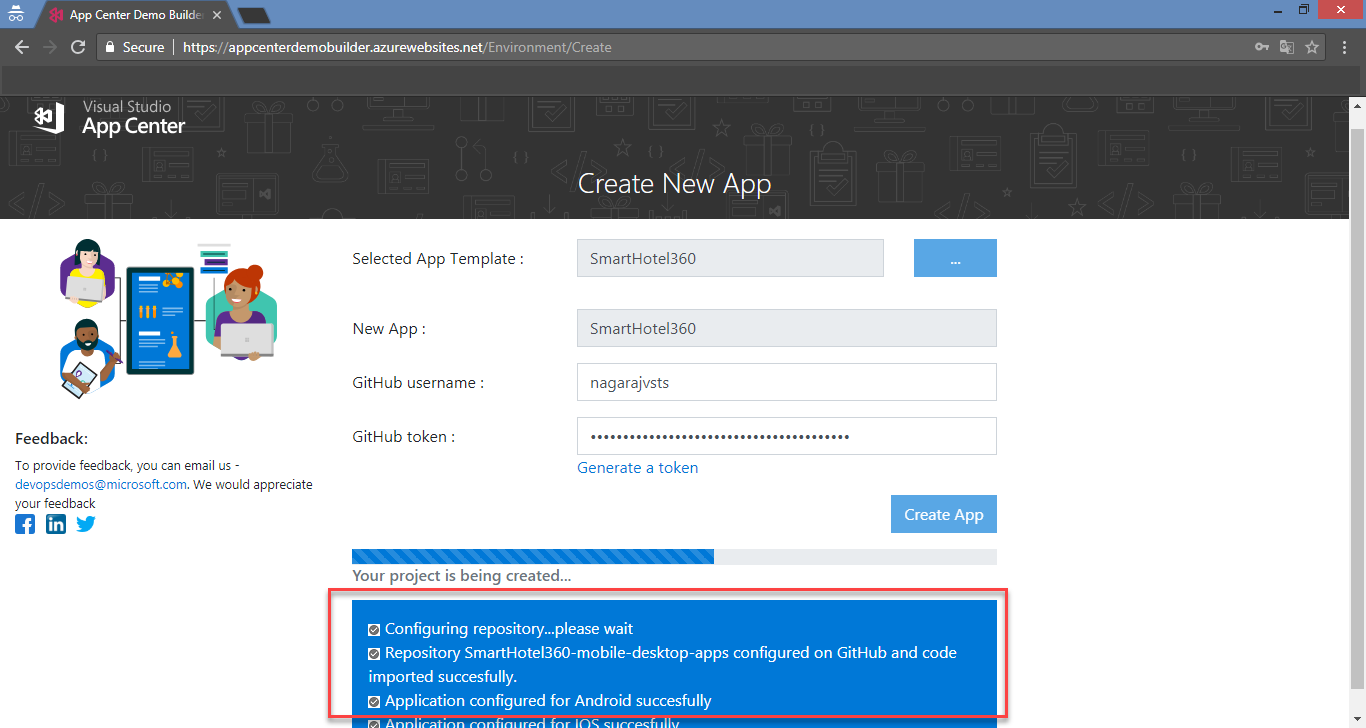 App Center Demo Builde
Secure
https://appcenterdemobuilder.azurewebsites.net/Environment/Create
Visual Studio
App Center
Create New App
Selected App Template :
SmartHotel360
...
New App :
SmartHotel360
GitHub username :
nagarajvsts
GitHub token :
••••••••••••••••••••••••••••••••••••••••
Generate a token
Feedback:
To provide feedback, you can email us -
devopsdemos@microsoft.com. We would appreciate
your feedback
Create App
Your project is being created...
Configuring repository...please wait
Repository SmartHotel360-mobile-desktop-apps configured on GitHub and code
imported succesfully.
Application configured for Android succesfully
Application configured for IOS succesfully